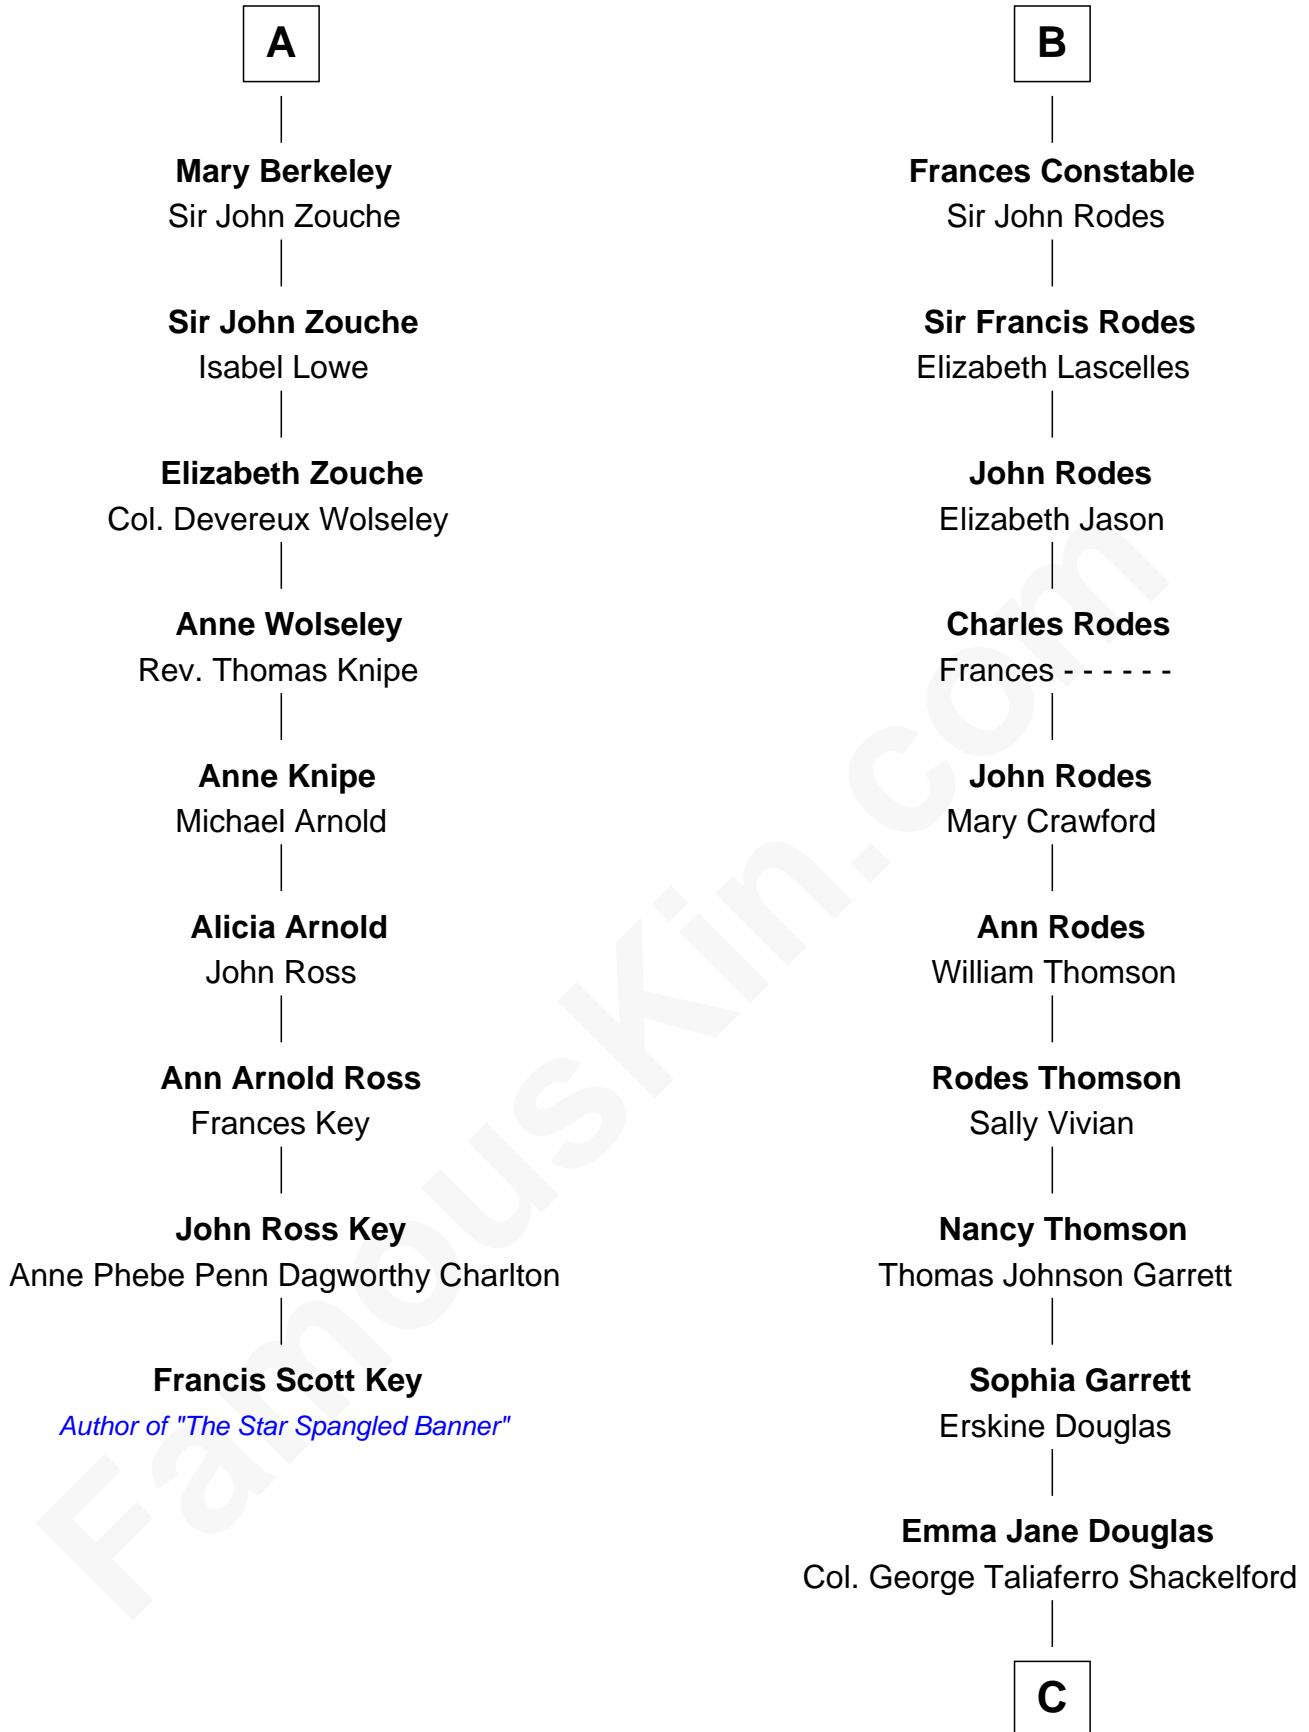 A
Mary Berkeley
Sir John Zouche
Sir John Zouche
Isabel Lowe
Elizabeth Zouche
Col. Devereux Wolseley
Anne Wolseley
Rev. Thomas Knipe
Anne Knipe
Michael Arnold
Alicia Arnold
John Ross
Ann Arnold Ross
Frances Key
John Ross Key
Anne Phebe Penn Dagworthy Charlton
Francis Scott Key
Author of "The Star Spangled Banner"
B
Frances Constable
Sir John Rodes
Sir Francis Rodes
Elizabeth Lascelles
John Rodes
Elizabeth Jason
Charles Rodes
Frances - - - - - -
John Rodes
Mary Crawford
Ann Rodes
William Thomson
Rodes Thomson
Sally Vivian
Nancy Thomson
Thomas Johnson Garrett
Sophia Garrett
Erskine Douglas
Emma Jane Douglas
Col. George Taliaferro Shackelford
C
FamousKin.com